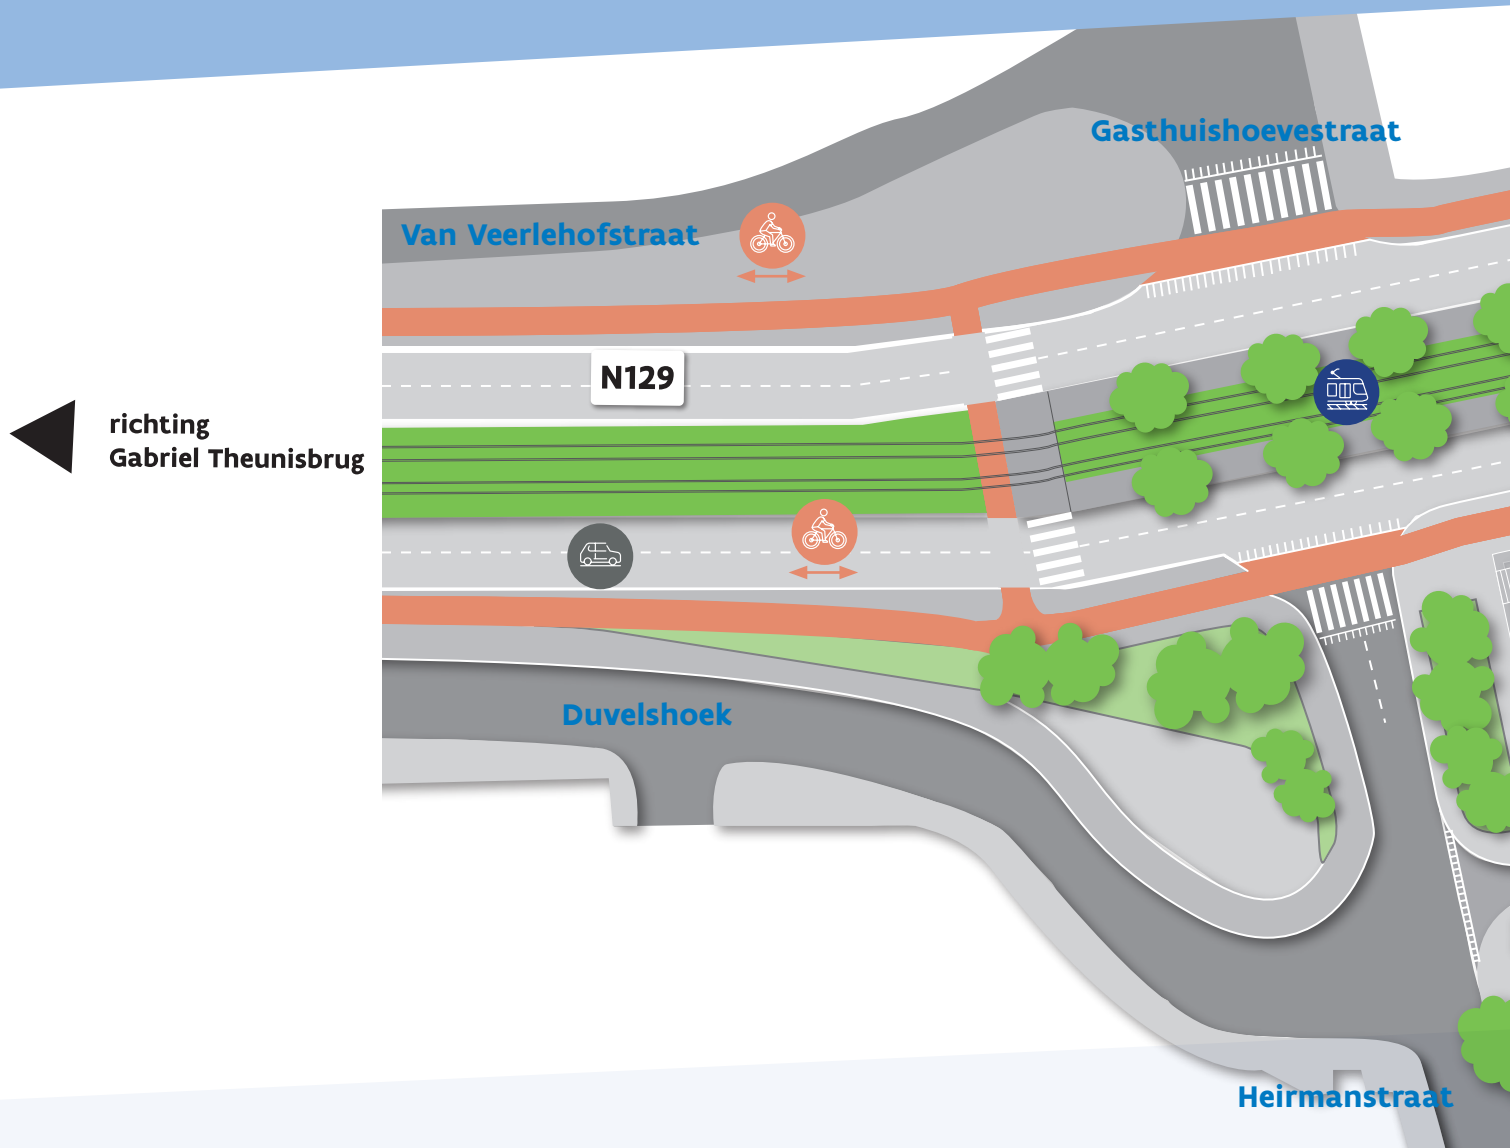 Gasthuishoevestraat
Van Veerlehofstraat
N129
richting
Gabriel Theunisbrug
Duvelshoek
Heirmanstraat